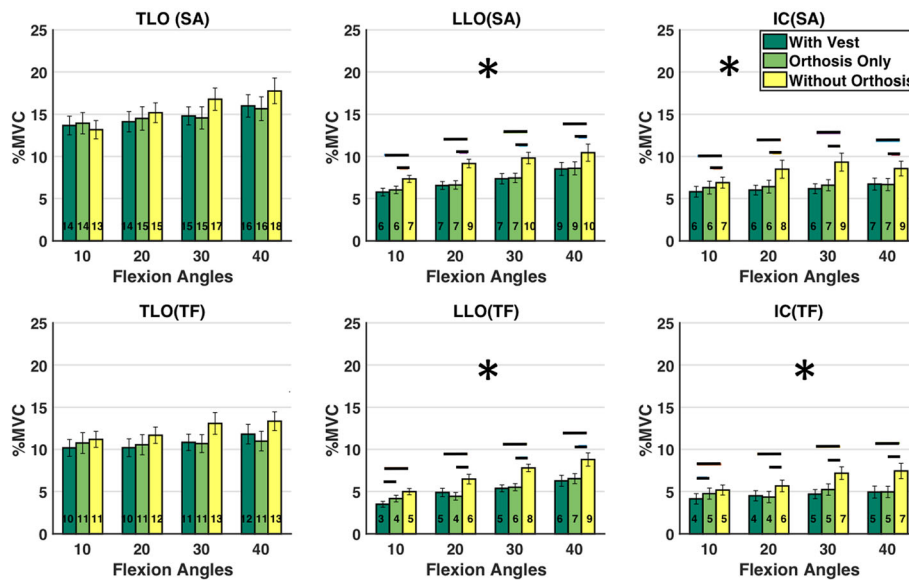 TLO (SA)
25
20
15
10
5
0
%MVC
14 14 13 14 15 15 15 15 17 16 16 18
10 20 30 40
Flexion Angles
LLO(SA)
25
20
15
10
5
0
%MVC
*
6 6 7 7 7 9 7 7 10 9 9 10
10 20 30 40
Flexion Angles
IC(SA)
With Vest
Orthosis Only
Without Orthosis
25
20
15
10
5
0
%MVC
*
6 6 7 6 6 8 6 7 9 7 7 9
10 20 30 40
Flexion Angles
TLO(TF)
25
20
15
10
5
0
%MVC
10 11 11 10 11 12 11 11 13 12 11 13
10 20 30 40
Flexion Angles
LLO(TF)
25
20
15
10
5
0
%MVC
*
3 4 5 5 4 6 5 6 8 6 7 9
10 20 30 40
Flexion Angles
IC(TF)
25
20
15
10
5
0
%MVC
*
4 5 5 4 4 6 5 5 7 5 5 7
10 20 30 40
Flexion Angles